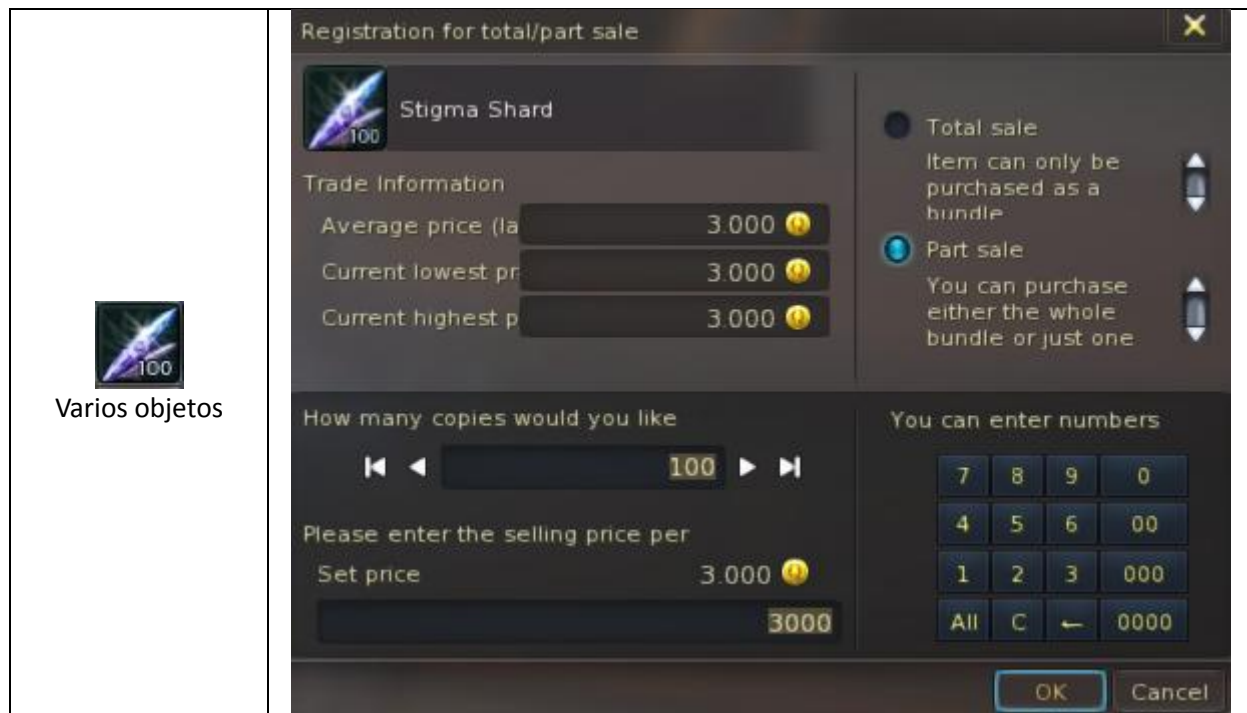 100
Varios objetos
Registration for total/part sale
100
Stigma Shard
Trade Information
Average price (la
3.000
Current lowest pr
3.000
Current highest p
3.000
Total sale
Item can only be
purchased as a
bundle
Part sale
You can purchase
either the whole
bundle or just one
How many copies would you like
100
Please enter the selling price per
Set price
3.000
3000
You can enter numbers
7 8 9 0
4 5 6 00
1 2 3 000
All C ← 0000
OK Cancel